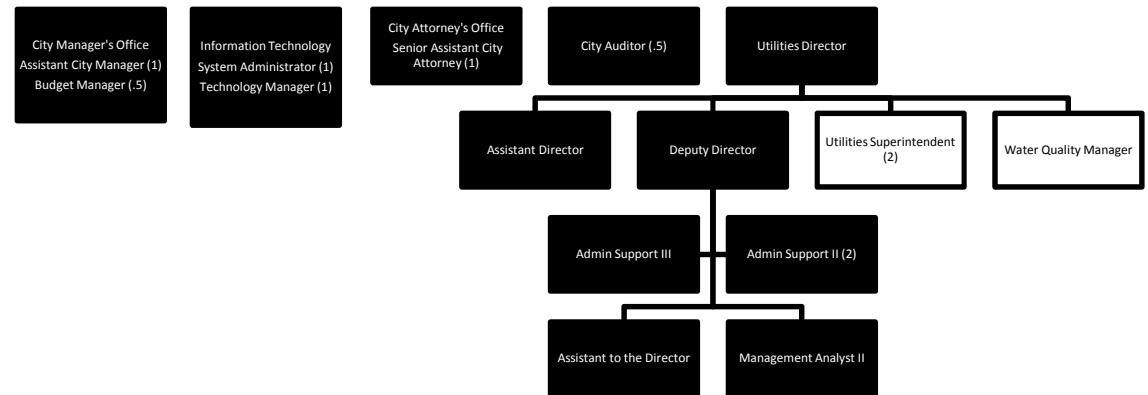 City Manager's Office
Assistant City Manager (1)
Budget Manager (.5)
Information Technology
System Administrator (1)
Technology Manager (1)
City Attorney's Office
Senior Assistant City
Attorney (1)
City Auditor (.5)
Utilities Director
Assistant Director
Deputy Director
Utilities Superintendent
(2)
Water Quality Manager
Admin Support III
Admin Support II (2)
Assistant to the Director
Management Analyst II